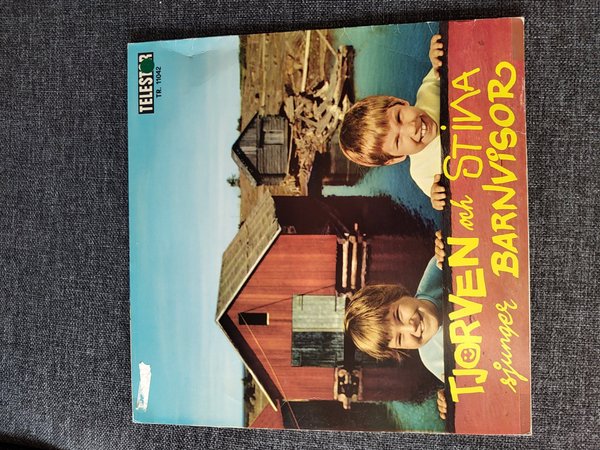 TELESTAR
TR. 11042
TJORVEN och STINA
sjunger BARNVISOR